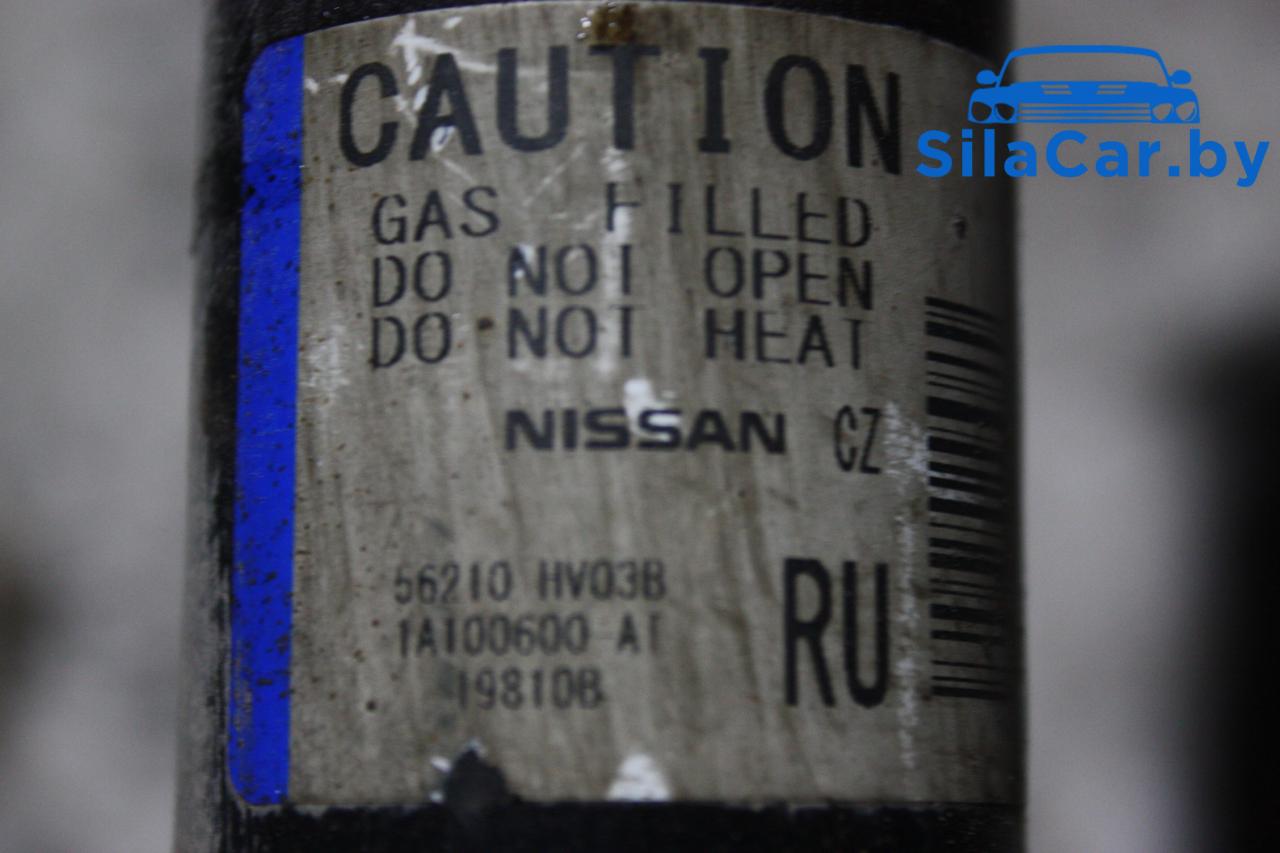 CAUTION
GAS FILLED
DO NOT OPEN
DO NOT HEAT
NISSAN CZ
56210 HV03B
1A100600-AT
19810B
RU
SilaCar.by